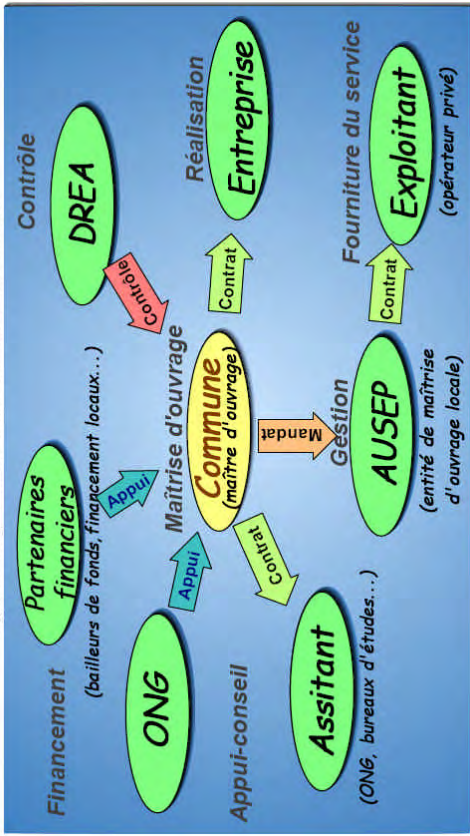 Financement
Partenaires
financiers
(bailleurs de fonds, financement locaux...)
Appui
Contrôle
DREA
Contrôle
ONG
Appui
Maîtrise d'ouvrage
Commune
(maître d'ouvrage)
Contrat
Réalisation
Entreprise
Appui-conseil
Contrat
Assitant
(ONG, bureaux d'études...)
Mandat
Gestion
AUSEP
(entité de maîtrise
d'ouvrage locale)
Contrat
Fourniture du service
Exploitant
(opérateur privé)